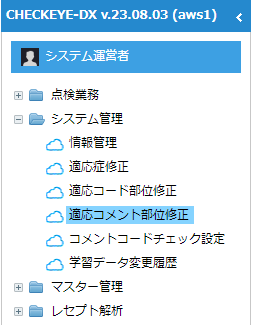 CHECKEYE-DX v.23.08.03 (aws1)
システム運営者
点検業務
システム管理
情報管理
適応症修正
適応コード部位修正
適応コメント部位修正
コメントコードチェック設定
学習データ変更履歴
マスター管理
レセプト解析